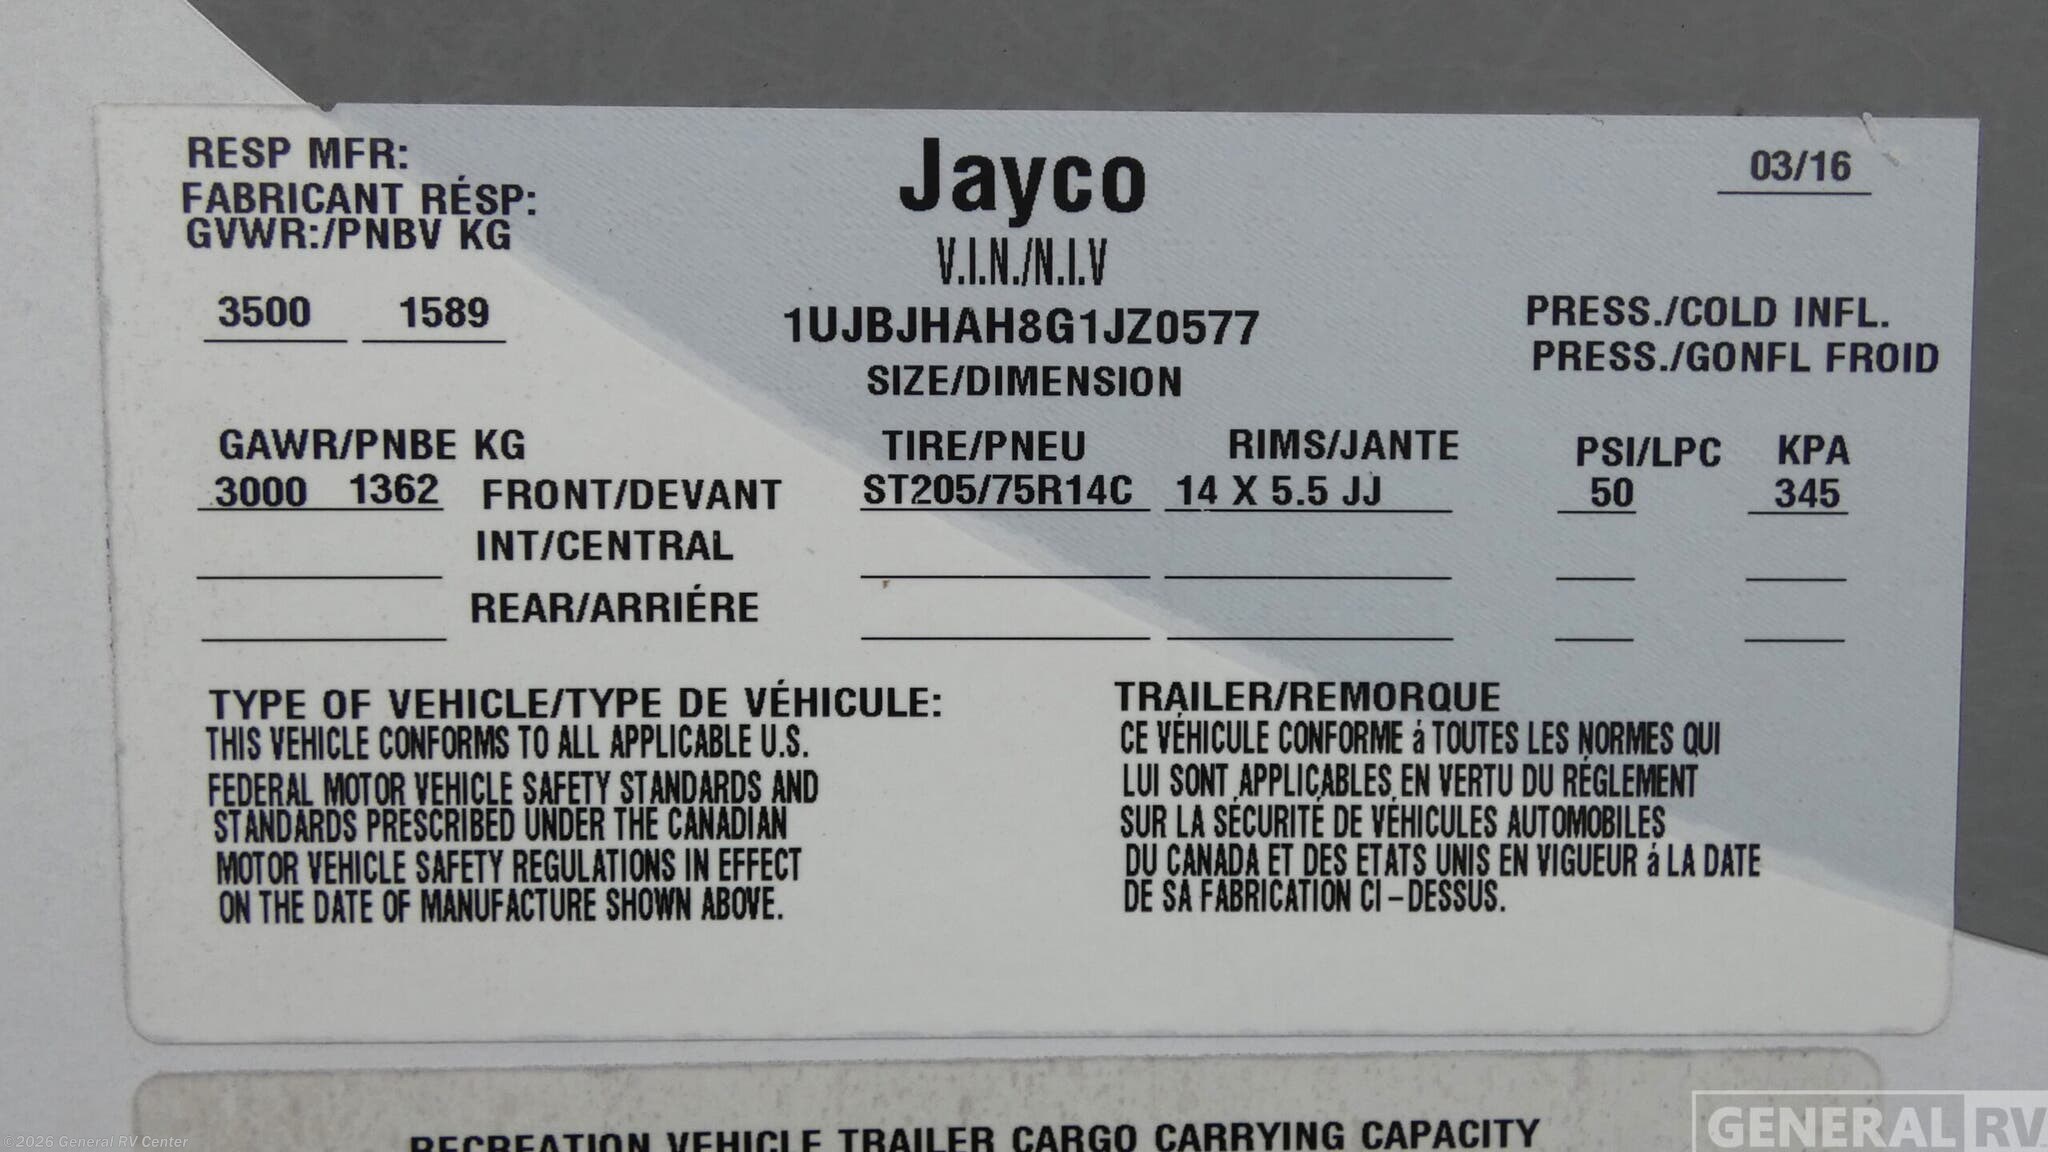 RESP MFR:
Jayco
03/16
FABRICANT RÉSP:
GVWR:/PNBV KG
V.I.N./N.I.V
3500 1589
1UJBJHAH8G1JZ0577
PRESS./COLD INFL.
PRESS./GONFL FROID
SIZE/DIMENSION
GAWR/PNBE KG TIRE/PNEU RIMS/JANTE PSI/LPC KPA
3000 1362 FRONT/DEVANT ST205/75R14C 14 X 5.5 JJ 50 345
INT/CENTRAL
REAR/ARRIÉRE
TYPE OF VEHICLE/TYPE DE VÉHICULE: TRAILER/REMORQUE
THIS VEHICLE CONFORMS TO ALL APPLICABLE U.S.
FEDERAL MOTOR VEHICLE SAFETY STANDARDS AND
STANDARDS PRESCRIBED UNDER THE CANADIAN
MOTOR VEHICLE SAFETY REGULATIONS IN EFFECT
ON THE DATE OF MANUFACTURE SHOWN ABOVE.
CE VÉHICULE CONFORME á TOUTES LES NORMES QUI
LUI SONT APPLICABLES EN VERTU DU RÉGLEMENT
SUR LA SÉCURITÉ DE VÉHICULES AUTOMOBILES
DU CANADA ET DES ETATS UNIS EN VIGUEUR á LA DATE
DE SA FABRICATION CI-DESSUS.
RECREATION VEHICLE TRAILER CARGO CARRYING CAPACITY
©2026 General RV Center
GENERAL RV